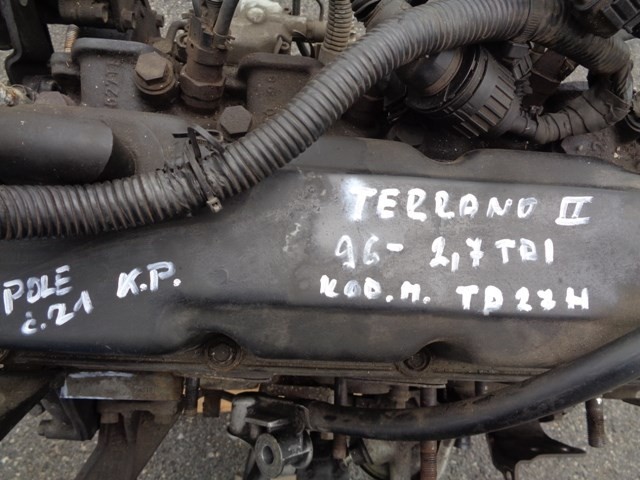 TERRANO II
96- 2,7 TDI
KOD.M. TD27H
POLE K.P.
č.21